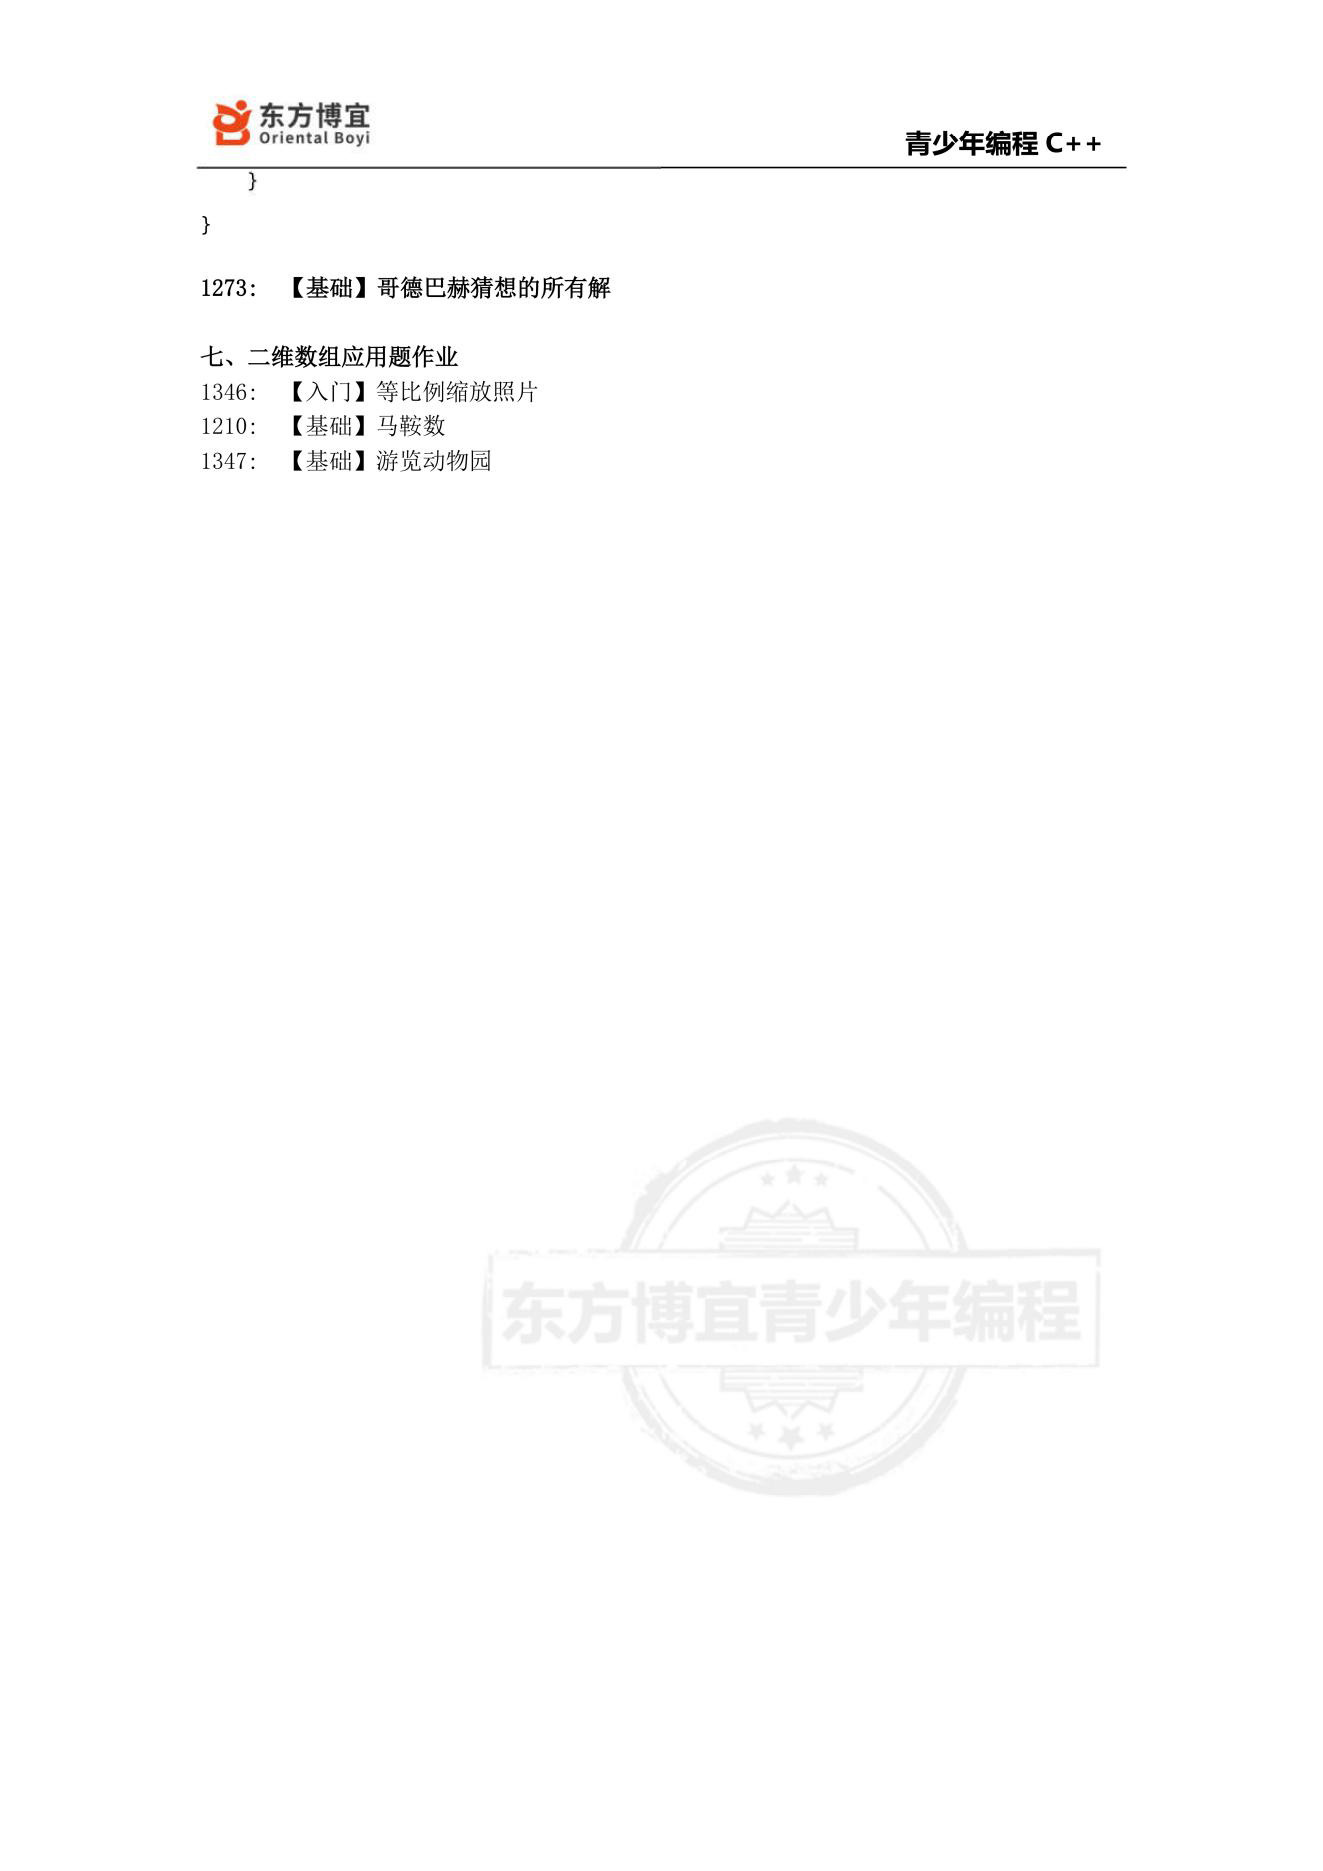 东方博宜
Oriental Boyi
青少年编程 C++
}
}
1273: 【基础】哥德巴赫猜想的所有解
七、二维数组应用题作业
1346: 【入门】等比例缩放照片
1210: 【基础】马鞍数
1347: 【基础】游览动物园
东方博宜青少年编程